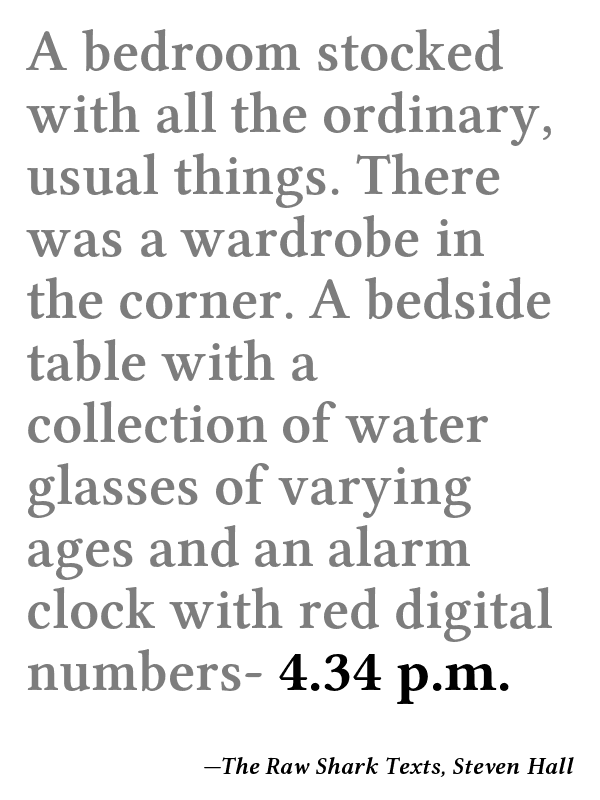 A bedroom stocked
with all the ordinary,
usual things. There
was a wardrobe in
the corner. A bedside
table with a
collection of water
glasses of varying
ages and an alarm
clock with red digital
numbers- 4.34 p.m.
—The Raw Shark Texts, Steven Hall